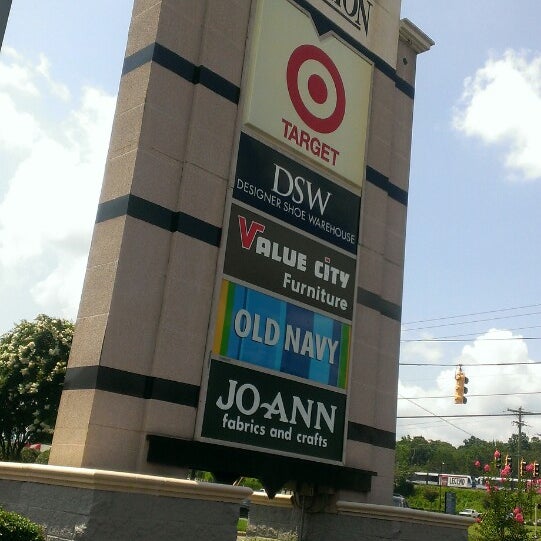 TARGET
DSW
DESIGNER SHOE WAREHOUSE
VALUE CITY
Furniture
OLD NAVY
JO-ANN
fabrics and crafts